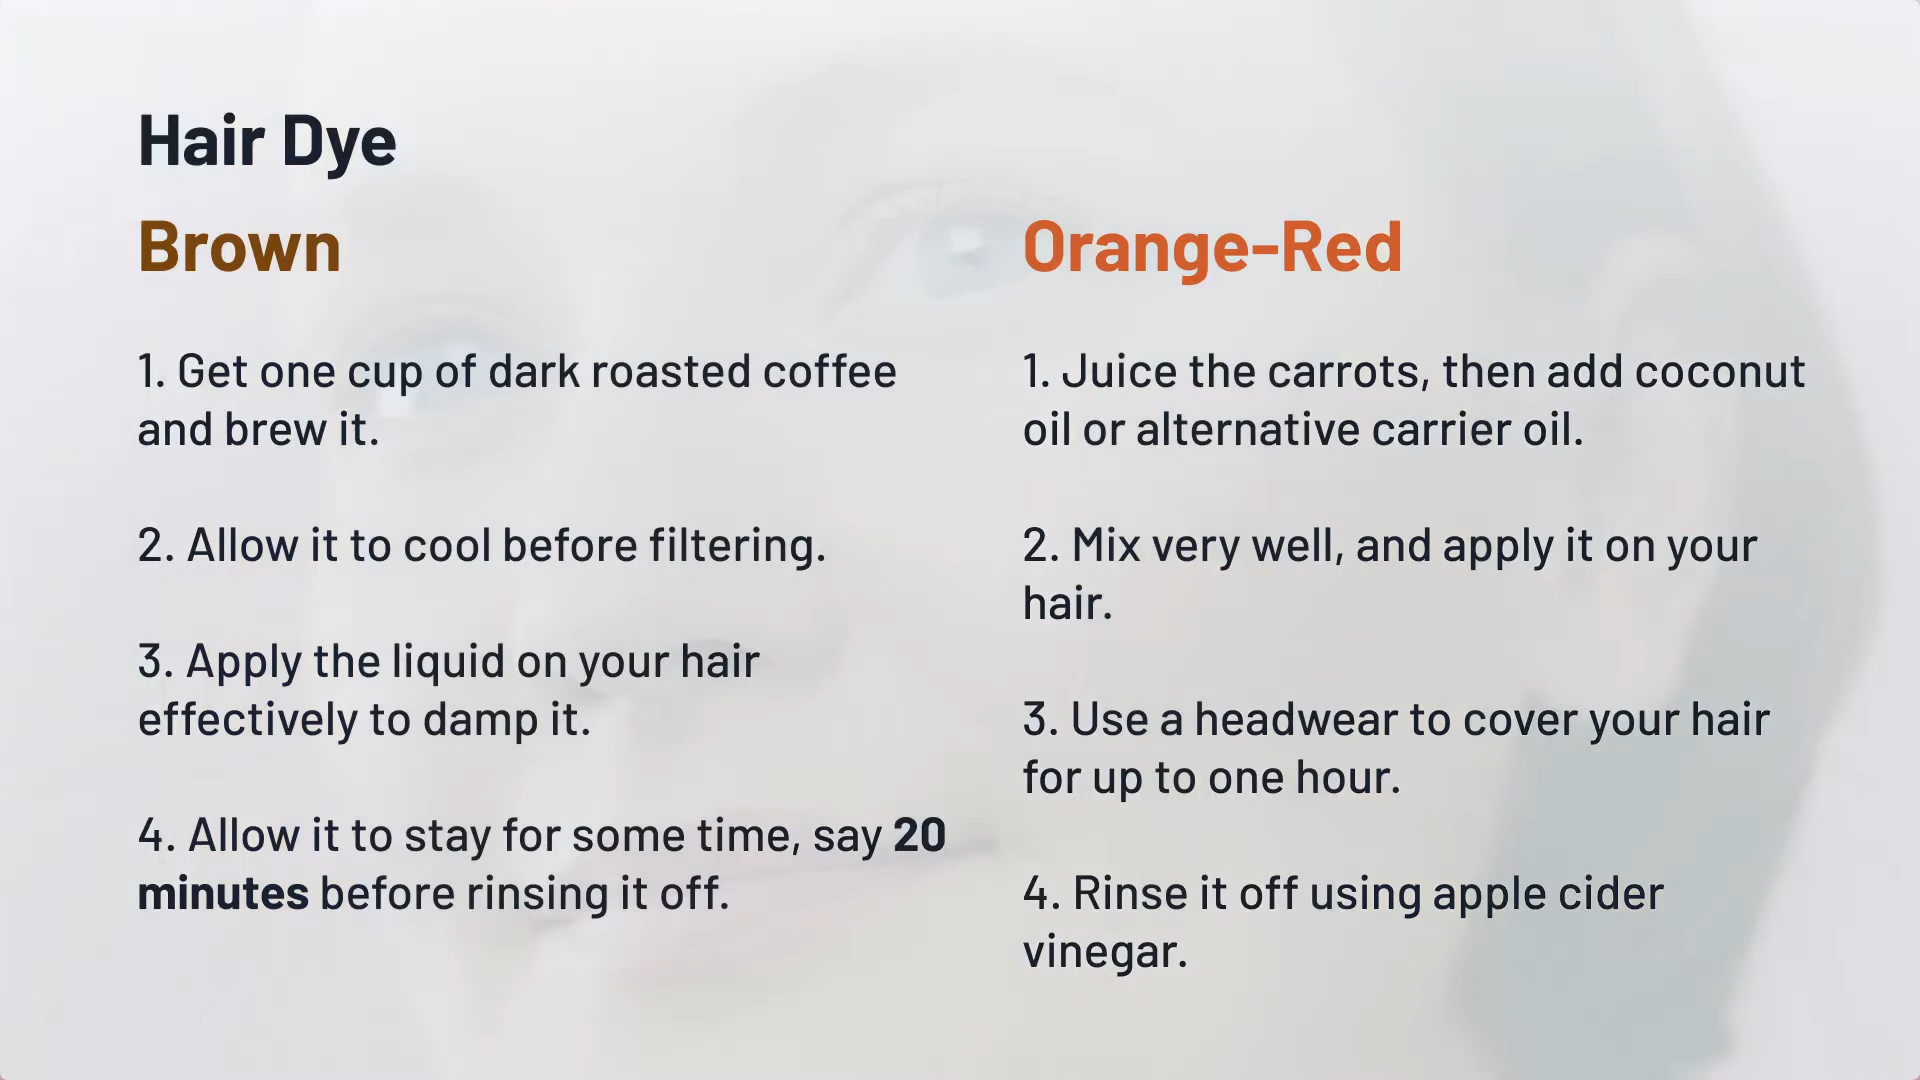 Hair Dye
Brown
1. Get one cup of dark roasted coffee
and brew it.
2. Allow it to cool before filtering.
3. Apply the liquid on your hair
effectively to damp it.
4. Allow it to stay for some time, say 20
minutes before rinsing it off.
Orange-Red
1. Juice the carrots, then add coconut
oil or alternative carrier oil.
2. Mix very well, and apply it on your
hair.
3. Use a headwear to cover your hair
for up to one hour.
4. Rinse it off using apple cider
vinegar.